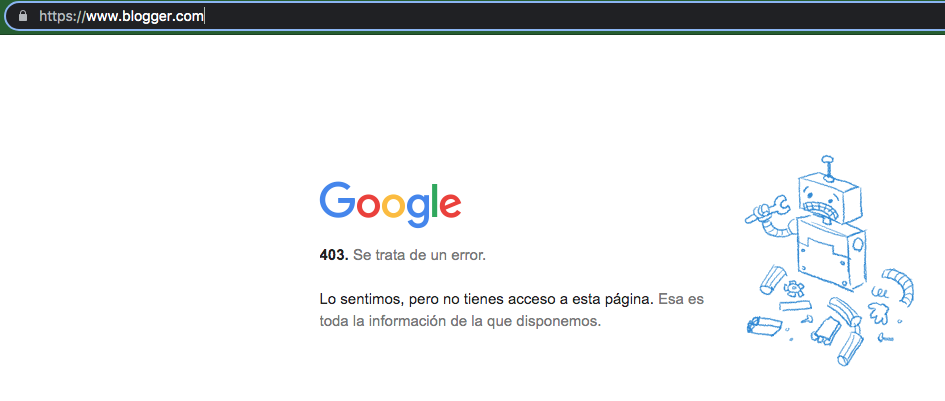 https://www.blogger.com
Google
403. Se trata de un error.
Lo sentimos, pero no tienes acceso a esta página. Esa es
toda la información de la que disponemos.